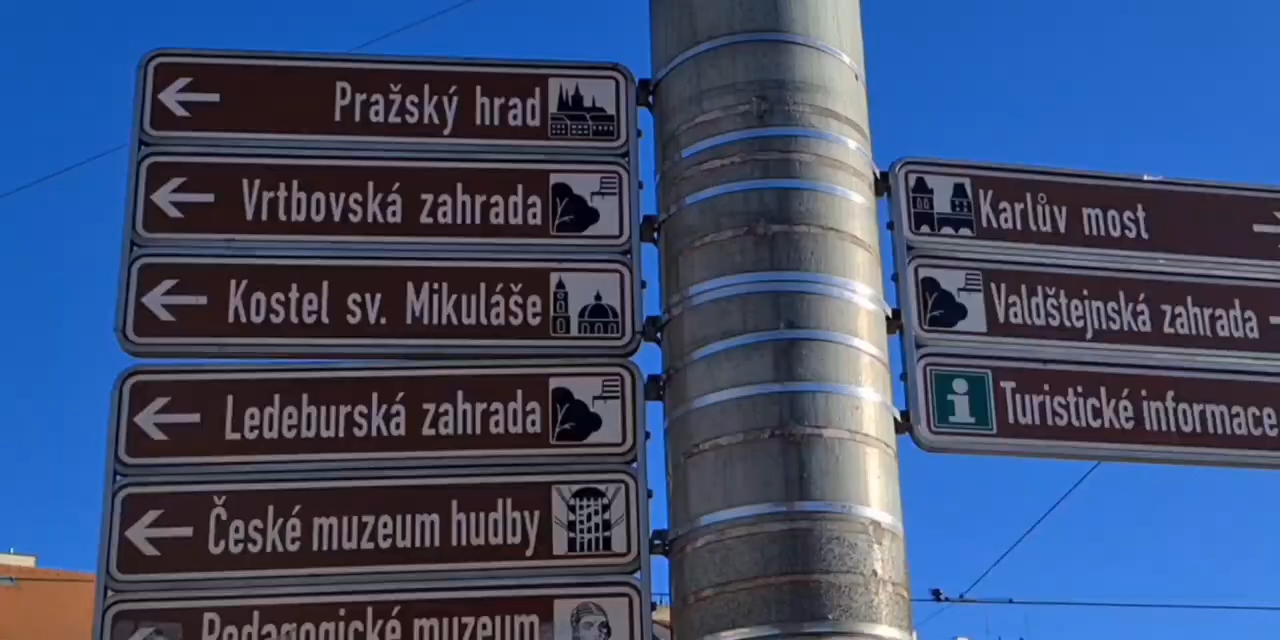 Pražský hrad
Vrtbovská zahrada
Kostel sv. Mikuláše
Ledeburská zahrada
České muzeum hudby
Pedagogické muzeum
Karlův most
Valdštejnská zahrada
i Turistické informace